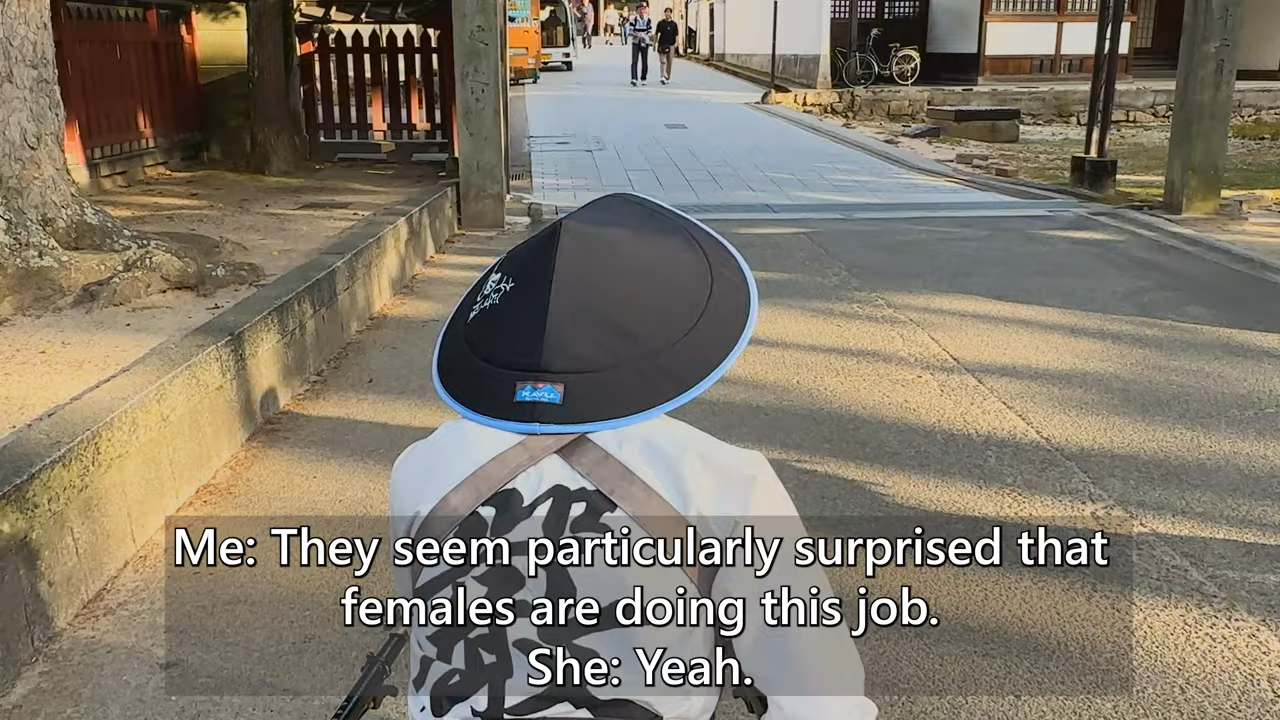 KAVU
Me: They seem particularly surprised that
females are doing this job.
She: Yeah.